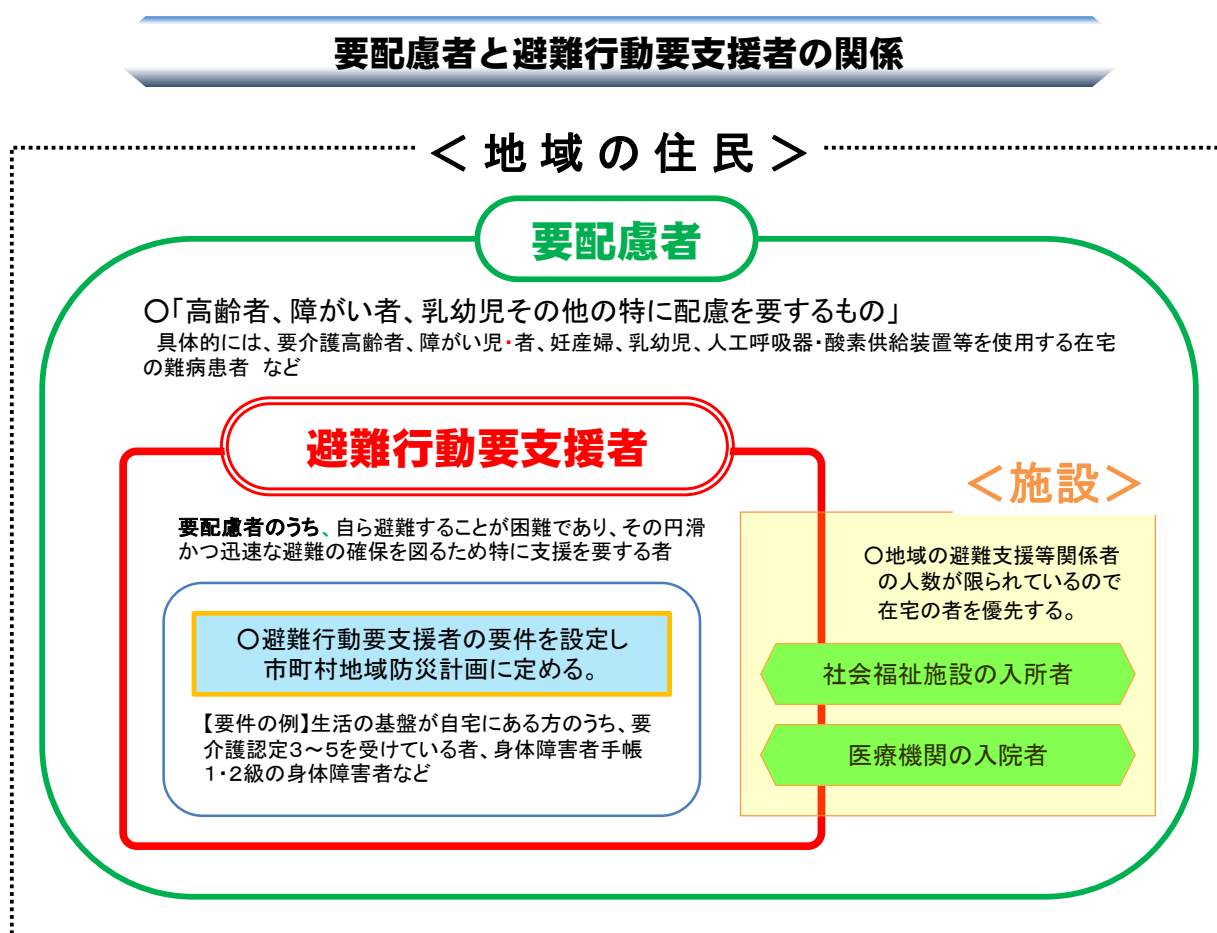 要配慮者と避難行動要支援者の関係
＜地域の住民＞
要配慮者
○「高齢者、障がい者、乳幼児その他の特に配慮を要するもの」
具体的には、要介護高齢者、障がい児・者、妊産婦、乳幼児、人工呼吸器・酸素供給装置等を使用する在宅
の難病患者 など
避難行動要支援者
要配慮者のうち、自ら避難することが困難であり、その円滑
かつ迅速な避難の確保を図るため特に支援を要する者
○避難行動要支援者の要件を設定し
市町村地域防災計画に定める。
【要件の例】生活の基盤が自宅にある方のうち、要
介護認定３～５を受けている者、身体障害者手帳
１・２級の身体障害者など
＜施設＞
○地域の避難支援等関係者
の人数が限られているので
在宅の者を優先する。
社会福祉施設の入所者
医療機関の入院者